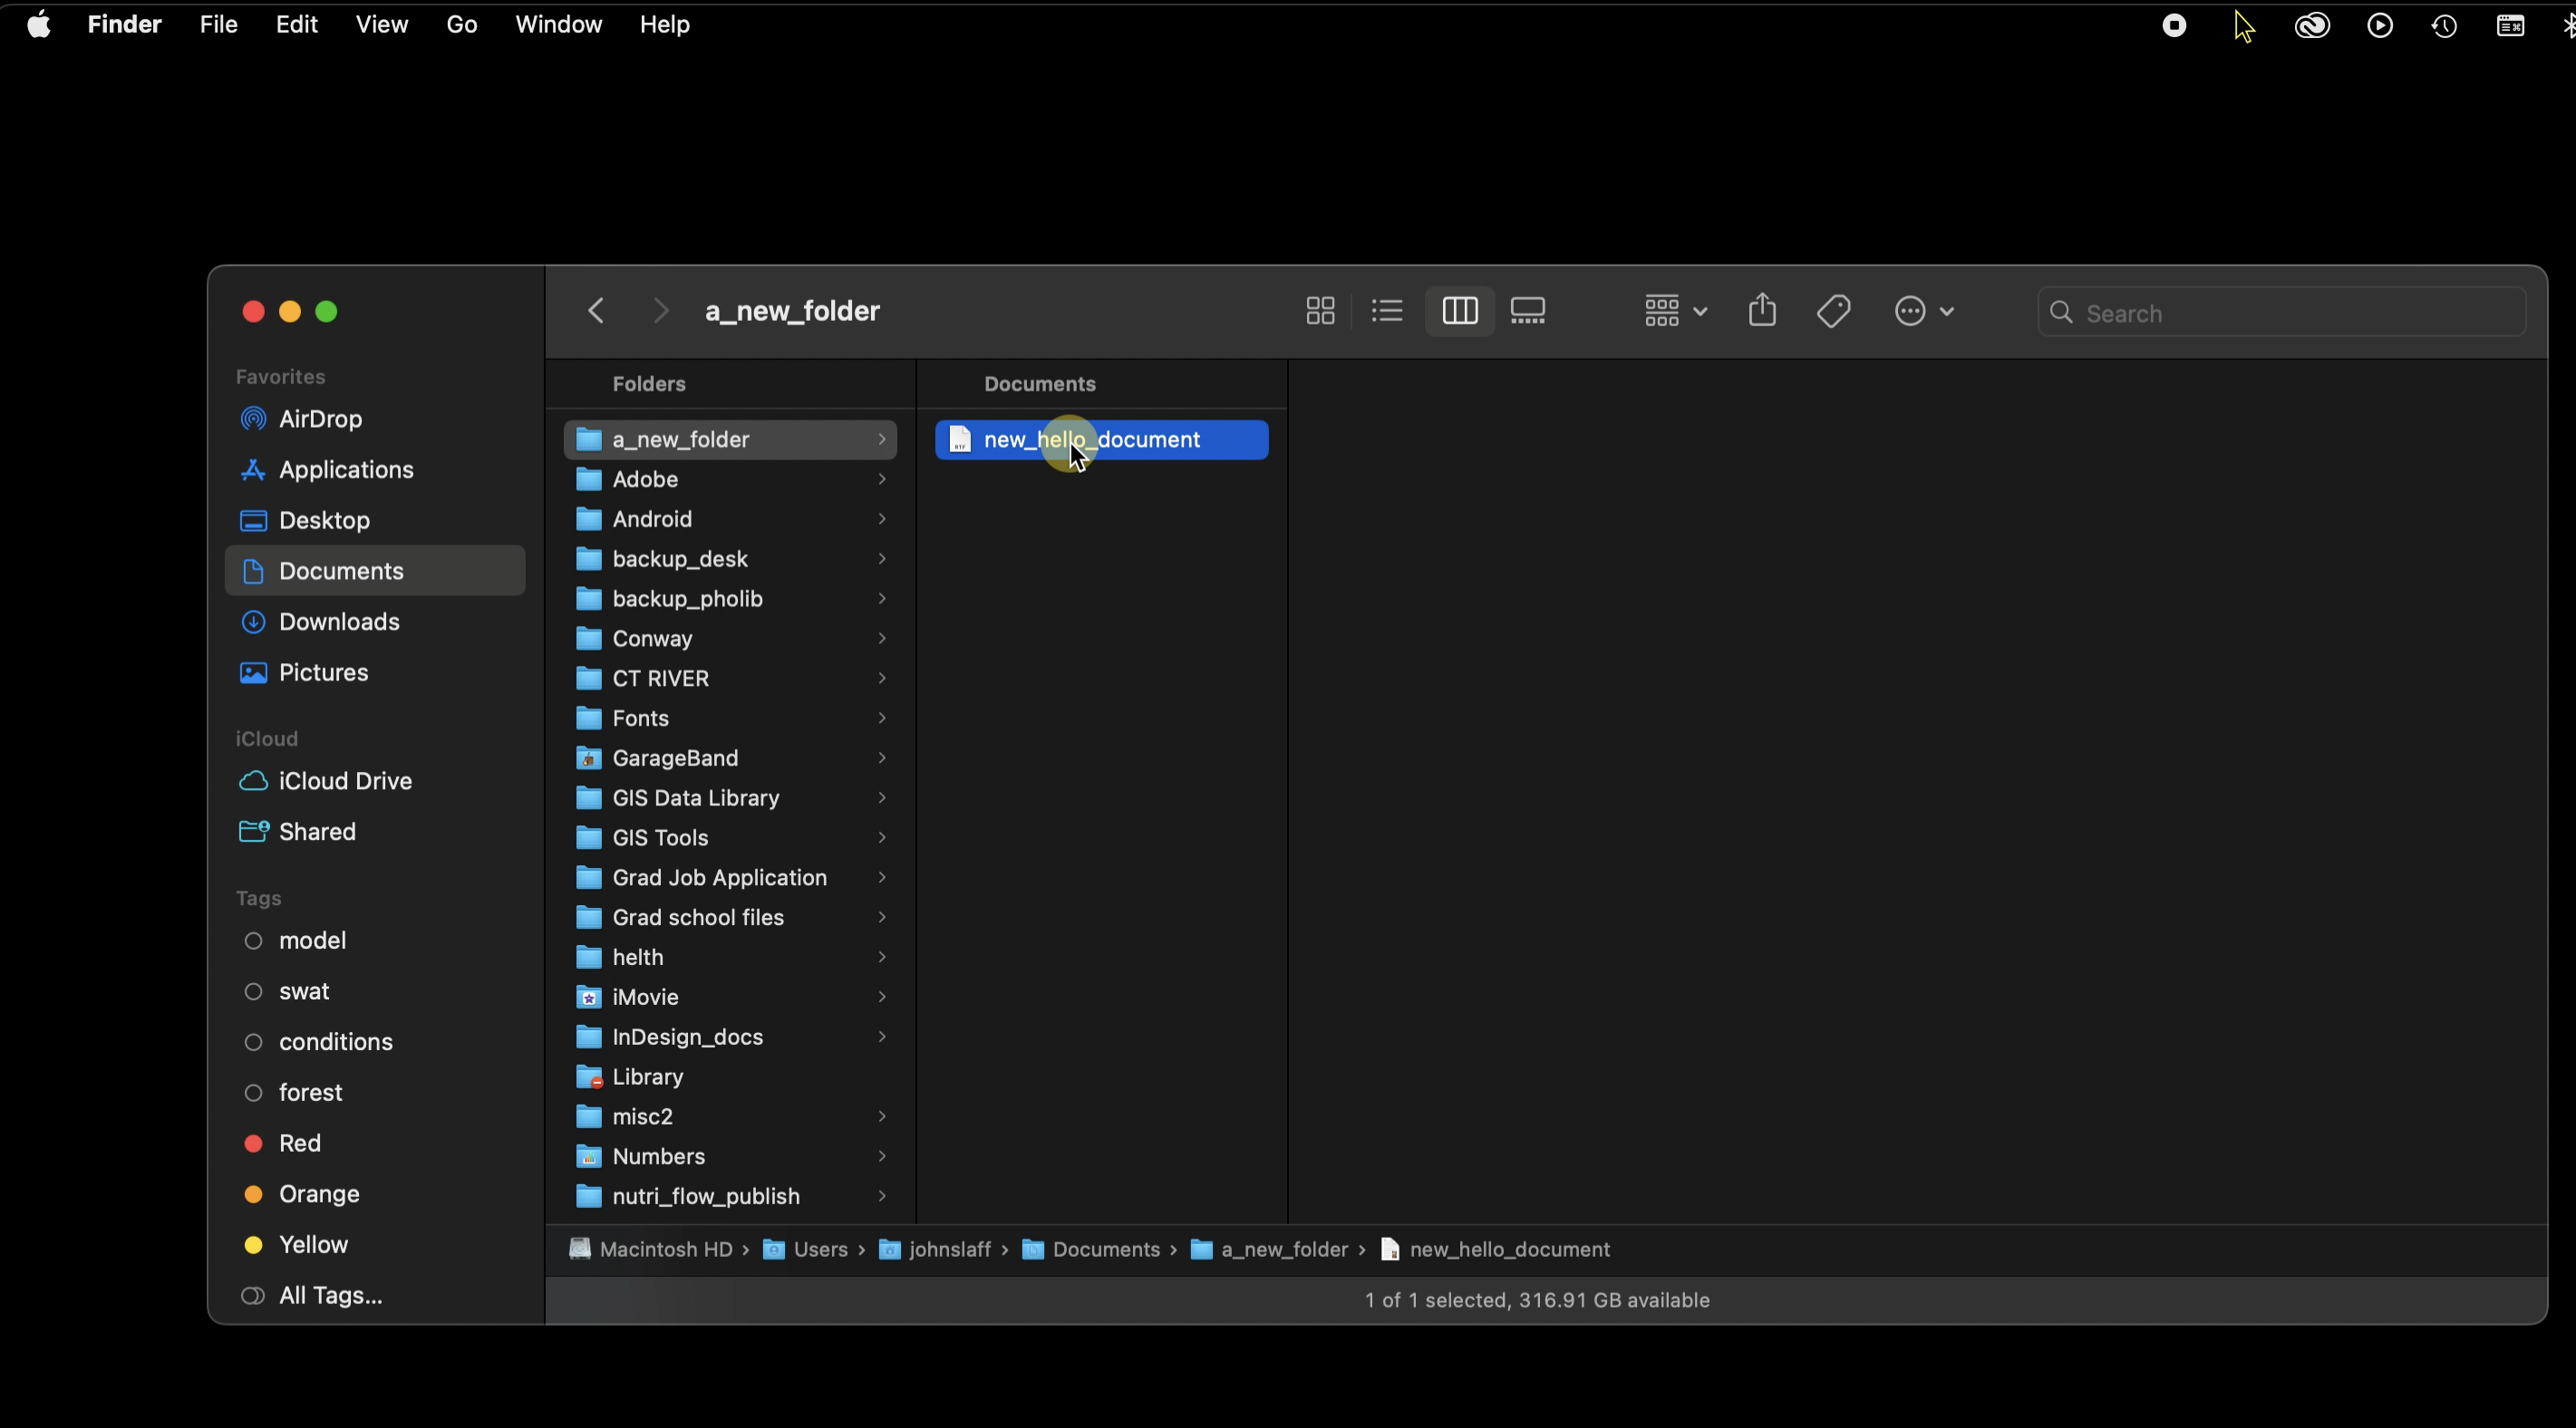 Finder File Edit View Go Window Help
a_new_folder
Search
Favorites
AirDrop
Applications
Desktop
Documents
Downloads
Pictures
iCloud
iCloud Drive
Shared
Tags
model
swat
conditions
forest
Red
Orange
Yellow
All Tags...
Folders
a_new_folder
Adobe
Android
backup_desk
backup_pholib
Conway
CT RIVER
Fonts
GarageBand
GIS Data Library
GIS Tools
Grad Job Application
Grad school files
helth
iMovie
InDesign_docs
Library
misc2
Numbers
nutri_flow_publish
Documents
new_hello_document
Macintosh HD › Users › johnslaff › Documents › a_new_folder › new_hello_document
1 of 1 selected, 316.91 GB available